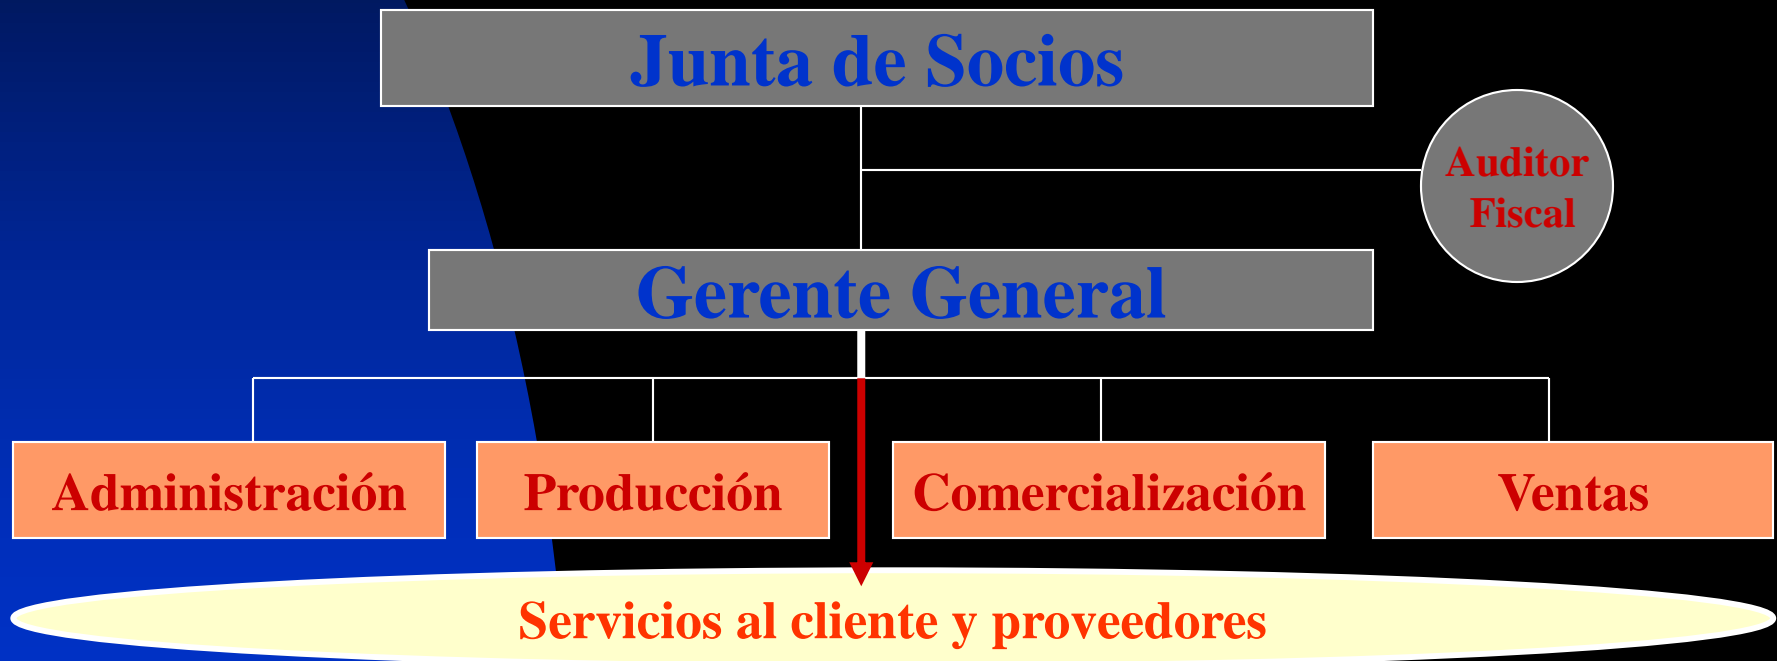 Junta de Socios
Auditor
Fiscal
Gerente General
Administración
Producción
Comercialización
Ventas
Servicios al cliente y proveedores